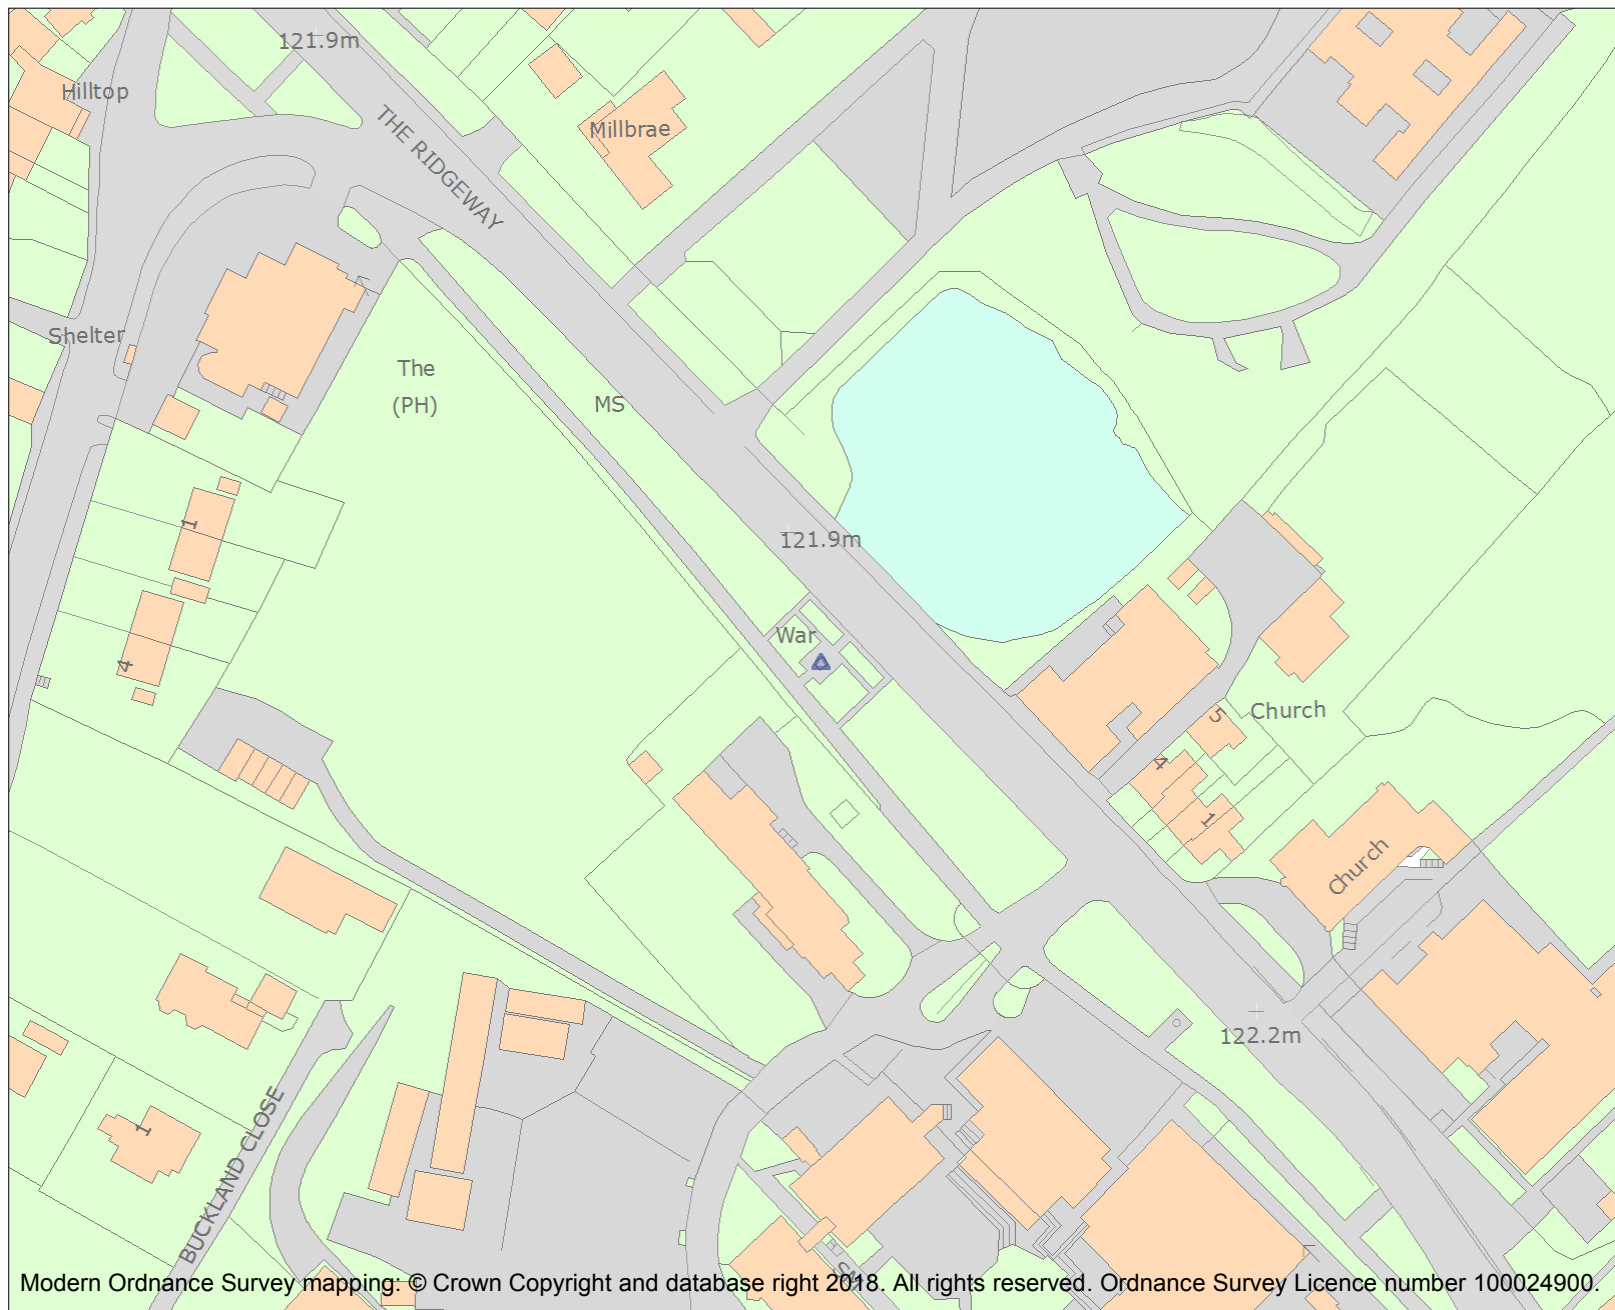 121.9m
Hilltop
THE RIDGEWAY
Millbrae
Shelter
The
(PH)
MS
1
121.9m
War
4
5
Church
4
1
Church
122.2m
1
BUCKLAND CLOSE
SM
Modern Ordnance Survey mapping: © Crown Copyright and database right 2018. All rights reserved. Ordnance Survey Licence number 100024900.